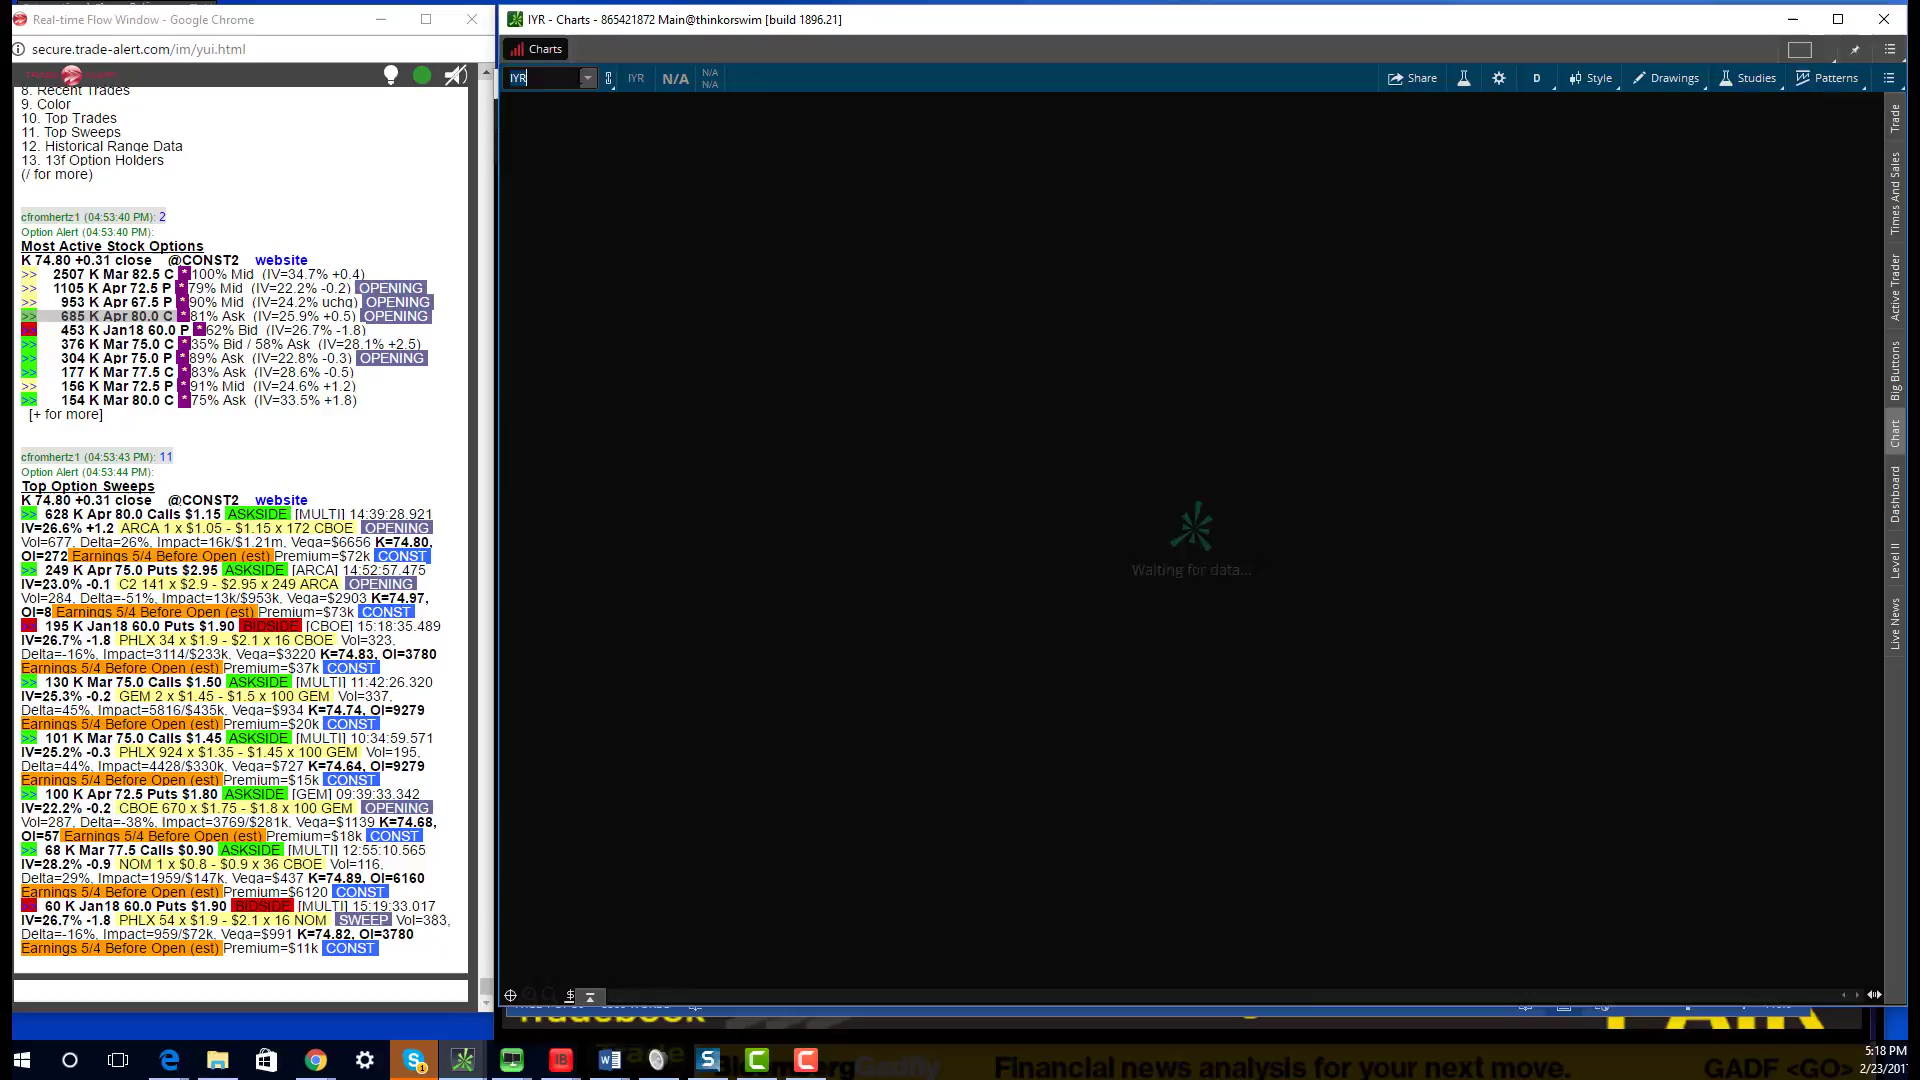 Real-time Flow Window - Google Chrome
secure.trade-alert.com/im/yui.html
8. Recent Trades
9. Color
10. Top Trades
11. Top Sweeps
12. Historical Range Data
13. 13f Option Holders
(/ for more)
cfromhertz1 (04:53:40 PM): 2
Option Alert (04:53:40 PM):
Most Active Stock Options
K 74.80 +0.31 close @CONST2 website
>> 2507 K Mar 82.5 C * 100% Mid (IV=34.7% +0.4)
>> 1105 K Apr 72.5 P * 79% Mid (IV=22.2% -0.2) OPENING
>> 953 K Apr 67.5 P * 90% Mid (IV=24.2% uchg) OPENING
>> 685 K Apr 80.0 C * 81% Ask (IV=25.9% +0.5) OPENING
>> 453 K Jan18 60.0 P * 62% Bid (IV=26.7% -1.8)
>> 376 K Mar 75.0 C * 35% Bid / 58% Ask (IV=28.1% +2.5)
>> 304 K Apr 75.0 P * 89% Ask (IV=22.8% -0.3) OPENING
>> 177 K Mar 77.5 C * 83% Ask (IV=28.6% -0.5)
>> 156 K Mar 72.5 P * 91% Mid (IV=24.6% +1.2)
>> 154 K Mar 80.0 C * 75% Ask (IV=33.5% +1.8)
[+ for more]
cfromhertz1 (04:53:43 PM): 11
Option Alert (04:53:44 PM):
Top Option Sweeps
K 74.80 +0.31 close @CONST2 website
>> 628 K Apr 80.0 Calls $1.15 ASKSIDE [MULTI] 14:39:28.921
IV=26.6% +1.2 ARCA 1 x $1.05 - $1.15 x 172 CBOE OPENING
Vol=677, Delta=26%, Impact=16k/$1.21m, Vega=$6656 K=74.80,
OI=272 Earnings 5/4 Before Open (est) Premium=$72k CONST
>> 249 K Apr 75.0 Puts $2.95 ASKSIDE [ARCA] 14:52:57.475
IV=23.0% -0.1 C2 141 x $2.9 - $2.95 x 249 ARCA OPENING
Vol=284, Delta=-51%, Impact=13k/$953k, Vega=$2903 K=74.97,
OI=8 Earnings 5/4 Before Open (est) Premium=$73k CONST
>> 195 K Jan18 60.0 Puts $1.90 BIDSIDE [CBOE] 15:18:35.489
IV=26.7% -1.8 PHLX 34 x $1.9 - $2.1 x 16 CBOE Vol=323,
Delta=-16%, Impact=3114/$233k, Vega=$3220 K=74.83, OI=3780
Earnings 5/4 Before Open (est) Premium=$37k CONST
>> 130 K Mar 75.0 Calls $1.50 ASKSIDE [MULTI] 11:42:26.320
IV=25.3% -0.2 GEM 2 x $1.45 - $1.5 x 100 GEM Vol=337,
Delta=45%, Impact=5816/$435k, Vega=$934 K=74.74, OI=9279
Earnings 5/4 Before Open (est) Premium=$20k CONST
>> 101 K Mar 75.0 Calls $1.45 ASKSIDE [MULTI] 10:34:59.571
IV=25.2% -0.3 PHLX 924 x $1.35 - $1.45 x 100 GEM Vol=195,
Delta=44%, Impact=4428/$330k, Vega=$727 K=74.64, OI=9279
Earnings 5/4 Before Open (est) Premium=$15k CONST
>> 100 K Apr 72.5 Puts $1.80 ASKSIDE [GEM] 09:39:33.342
IV=22.2% -0.2 CBOE 670 x $1.75 - $1.8 x 100 GEM OPENING
Vol=287, Delta=-38%, Impact=3769/$281k, Vega=$1139 K=74.68,
OI=57 Earnings 5/4 Before Open (est) Premium=$18k CONST
>> 68 K Mar 77.5 Calls $0.90 ASKSIDE [MULTI] 12:55:10.565
IV=28.2% -0.9 NOM 1 x $0.8 - $0.9 x 36 CBOE Vol=116,
Delta=29%, Impact=1959/$147k, Vega=$437 K=74.89, OI=6160
Earnings 5/4 Before Open (est) Premium=$6120 CONST
>> 60 K Jan18 60.0 Puts $1.90 BIDSIDE [MULTI] 15:19:33.017
IV=26.7% -1.8 PHLX 54 x $1.9 - $2.1 x 16 NOM SWEEP Vol=383,
Delta=-16%, Impact=959/$72k, Vega=$991 K=74.82, OI=3780
Earnings 5/4 Before Open (est) Premium=$11k CONST
IYR - Charts - 865421872 Main@thinkorswim [build 1896.21]
Charts
IYR IYR N/A N/A N/A Share D Style Drawings Studies Patterns
Waiting for data...
Trade
Times And Sales
Active Trader
Big Buttons
Chart
Dashboard
Level II
Live News
Tradebook
BloombergGadfly Financial news analysis for your next move. GADF <GO>
5:18 PM
2/23/201